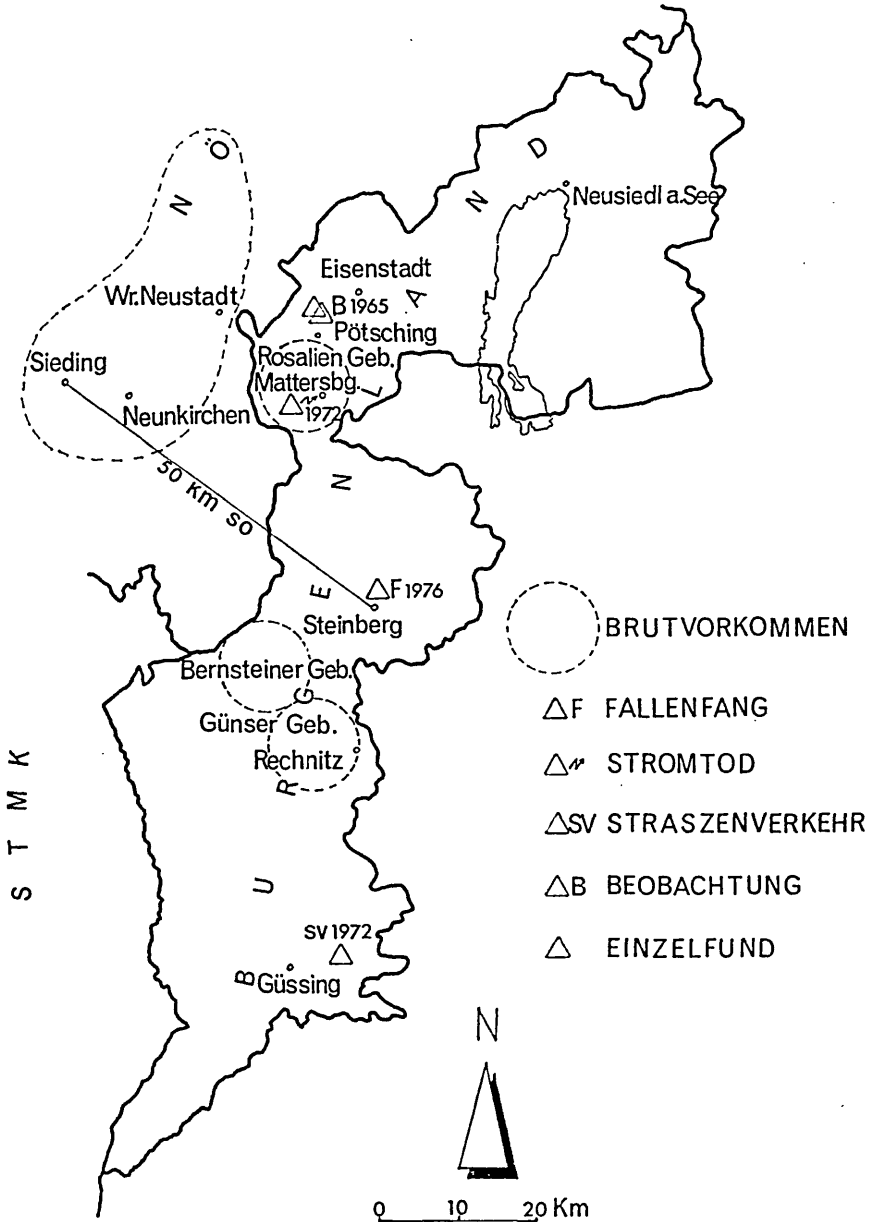 NÖ
BURGENLAND
STMK
Neusiedl a.See
Eisenstadt
B 1965
Pötsching
Wr.Neustadt
Rosalien Geb.
Mattersbg.
1972
Sieding
Neunkirchen
50 Km SO
F 1976
Steinberg
Bernsteiner Geb.
Günser Geb.
Rechnitz
SV 1972
Güssing
BRUTVORKOMMEN
F FALLENFANG
STROMTOD
SV STRASZENVERKEHR
B BEOBACHTUNG
EINZELFUND
N
0 10 20 Km